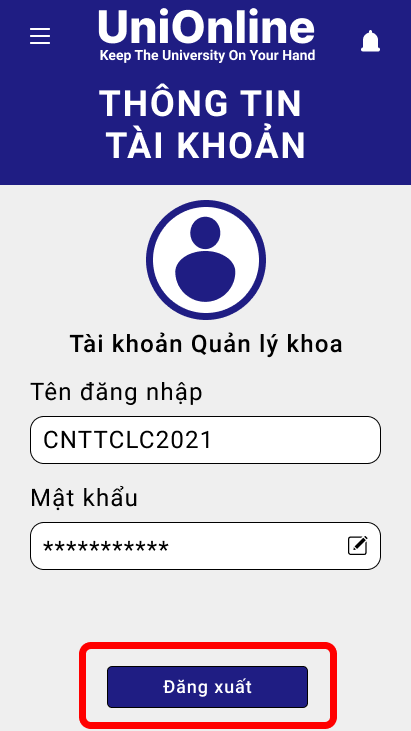 UniOnline
Keep The University On Your Hand
THÔNG TIN
TÀI KHOẢN
Tài khoản Quản lý khoa
Tên đăng nhập
CNTTCLC2021
Mật khẩu
***********
Đăng xuất